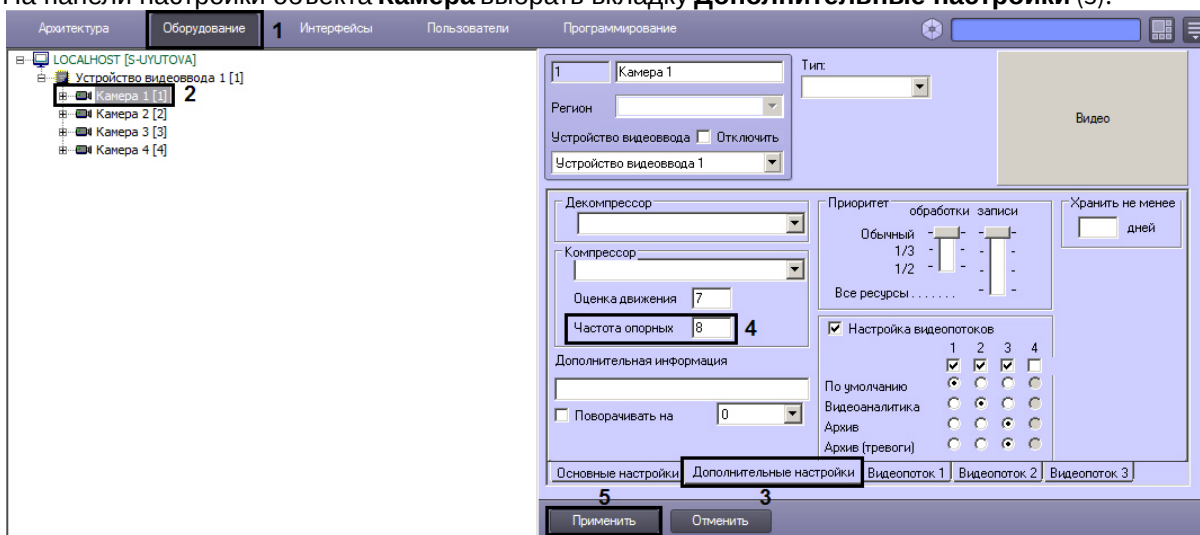 На панели настройки объекта Камера выбрать вкладку Дополнительные настройки (3).
Архитектура Оборудование 1 Интерфейсы Пользователи Программирование
LOCALHOST [S-UYUTOVA]
Устройство видеоввода 1 [1]
Камера 1 [1] 2
Камера 2 [2]
Камера 3 [3]
Камера 4 [4]
1 Камера 1
Тип:
Регион
Устройство видеоввода Отключить
Устройство видеоввода 1
Видео
Декомпрессор
Компрессор
Оценка движения 7
Частота опорных 8 4
Дополнительная информация
Поворачивать на 0
Приоритет
обработки записи
Обычный
1/3
1/2
Все ресурсы.......
Хранить не менее
дней
Настройка видеопотоков
1 2 3 4
По умолчанию
Видеоаналитика
Архив
Архив (тревоги)
Основные настройки Дополнительные настройки Видеопоток 1 Видеопоток 2 Видеопоток 3
5 3
Применить Отменить